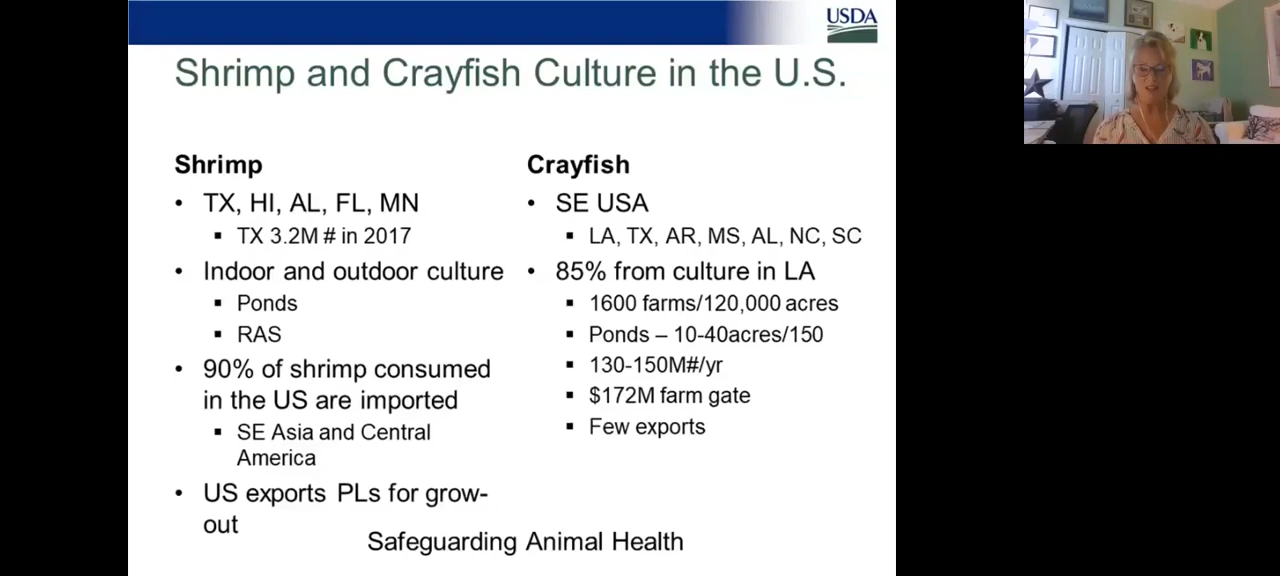 USDA
Shrimp and Crayfish Culture in the U.S.
Shrimp
• TX, HI, AL, FL, MN
▪ TX 3.2M # in 2017
• Indoor and outdoor culture
▪ Ponds
▪ RAS
• 90% of shrimp consumed
in the US are imported
▪ SE Asia and Central
America
• US exports PLs for grow-
out
Crayfish
• SE USA
▪ LA, TX, AR, MS, AL, NC, SC
• 85% from culture in LA
▪ 1600 farms/120,000 acres
▪ Ponds – 10-40acres/150
▪ 130-150M#/yr
▪ $172M farm gate
▪ Few exports
Safeguarding Animal Health